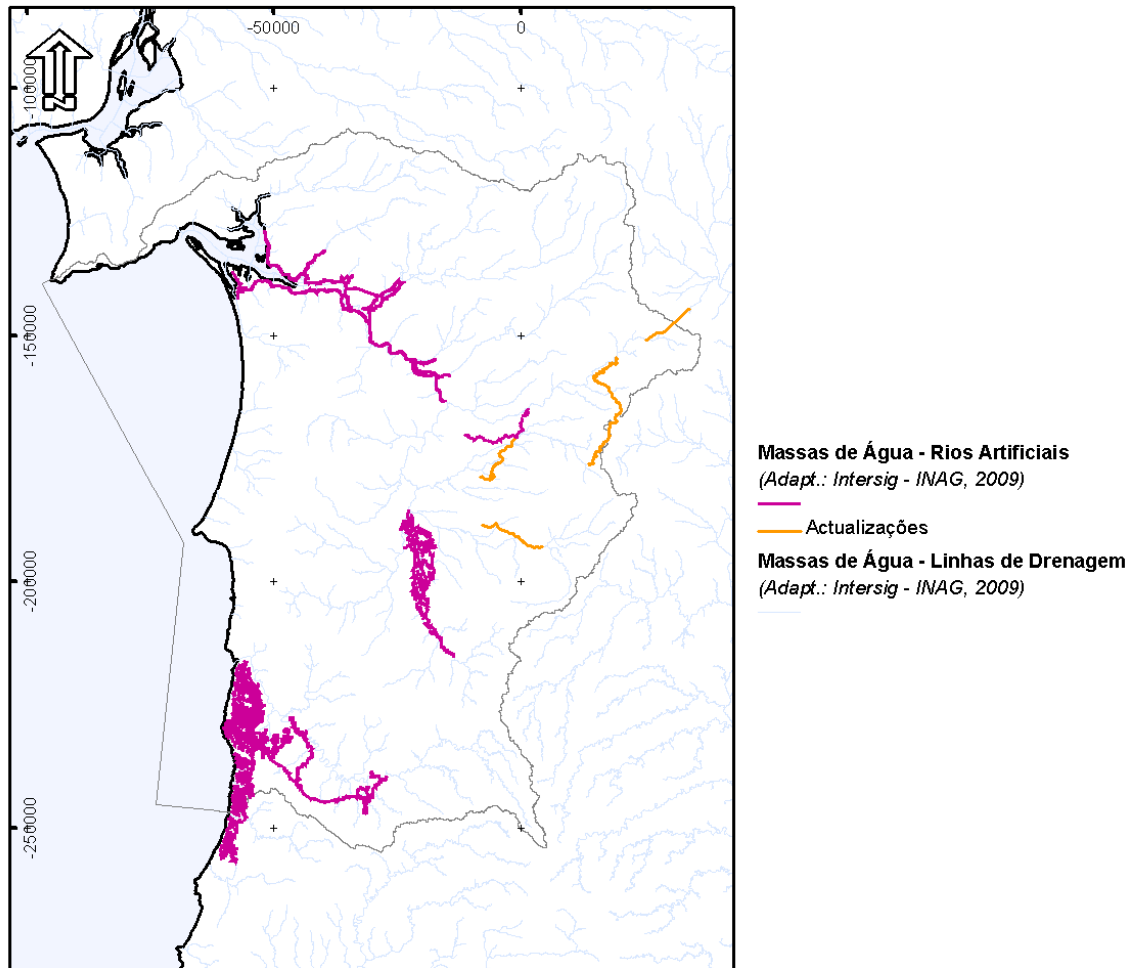 -50000
0
-100000
-150000
-200000
-250000
N
Massas de Água - Rios Artificiais
(Adapt.: Intersig - INAG, 2009)
Actualizações
Massas de Água - Linhas de Drenagem
(Adapt.: Intersig - INAG, 2009)